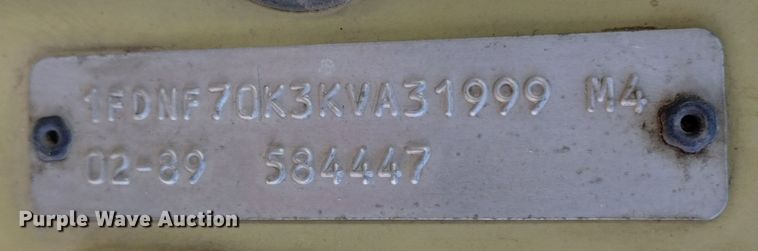 1FDNF70K3KVA31999 M4
02-89 584447
Purple Wave Auction